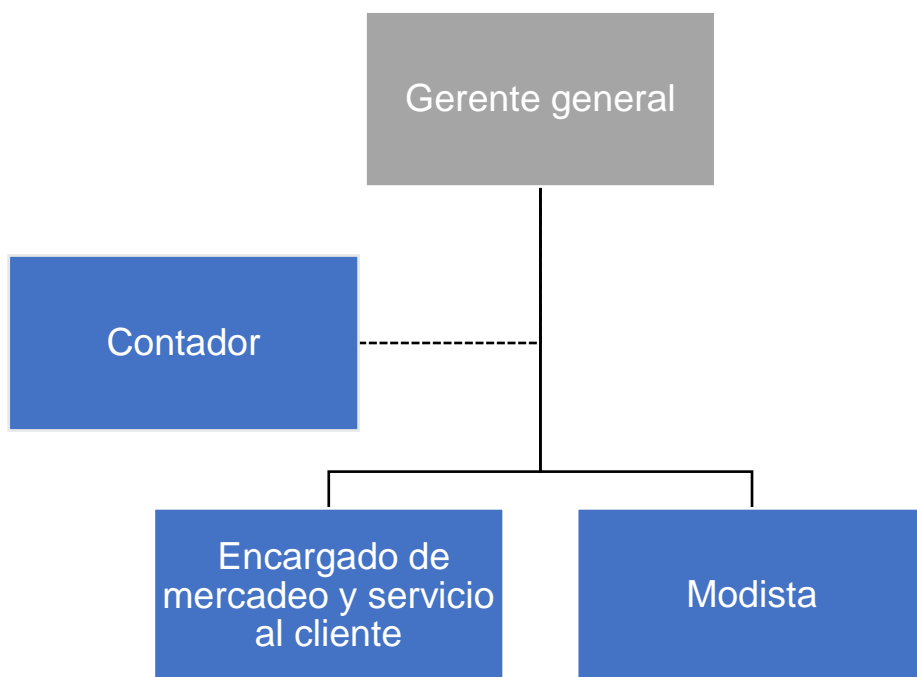 Gerente general
Contador
Encargado de
mercadeo y servicio
al cliente
Modista